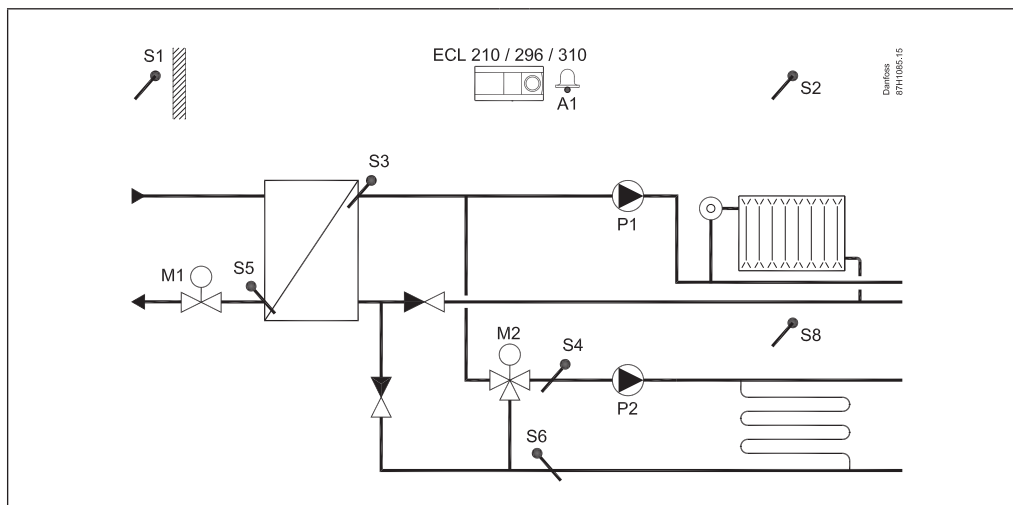 S1
ECL 210 / 296 / 310
A1
S2
Danfoss
87H1085.15
S3
P1
M1
S5
M2
S4
S8
P2
S6